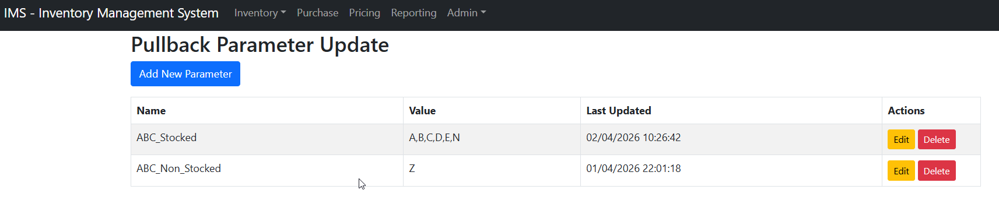 IMS - Inventory Management System Inventory Purchase Pricing Reporting Admin
Pullback Parameter Update
Add New Parameter
Name Value Last Updated Actions
ABC_Stocked A,B,C,D,E,N 02/04/2026 10:26:42 Edit Delete
ABC_Non_Stocked Z 01/04/2026 22:01:18 Edit Delete